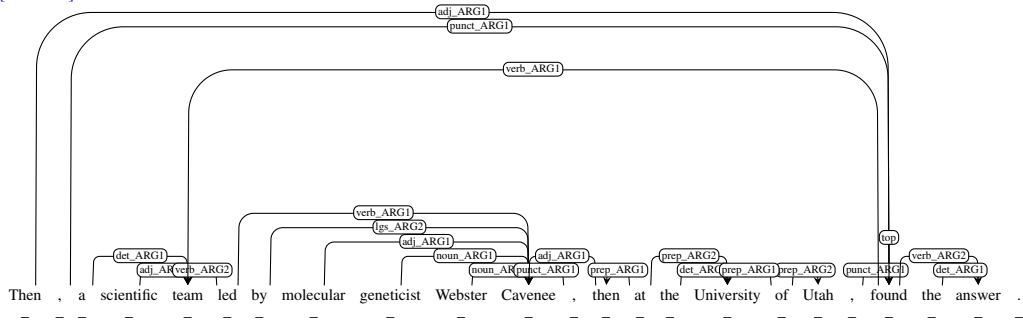 adj_ARG1
punct_ARG1
verb_ARG1
verb_ARG1
lgs_ARG2
adj_ARG1
top
det_ARG1 noun_ARG1 adj_ARG1 prep_ARG2 verb_ARG2
verb_ARG2 punct_ARG1 prep_ARG1 prep_ARG1 prep_ARG2 punct_ARG1 det_ARG1
Then , a scientific team led by molecular geneticist Webster Cavenee , then at the University of Utah , found the answer .